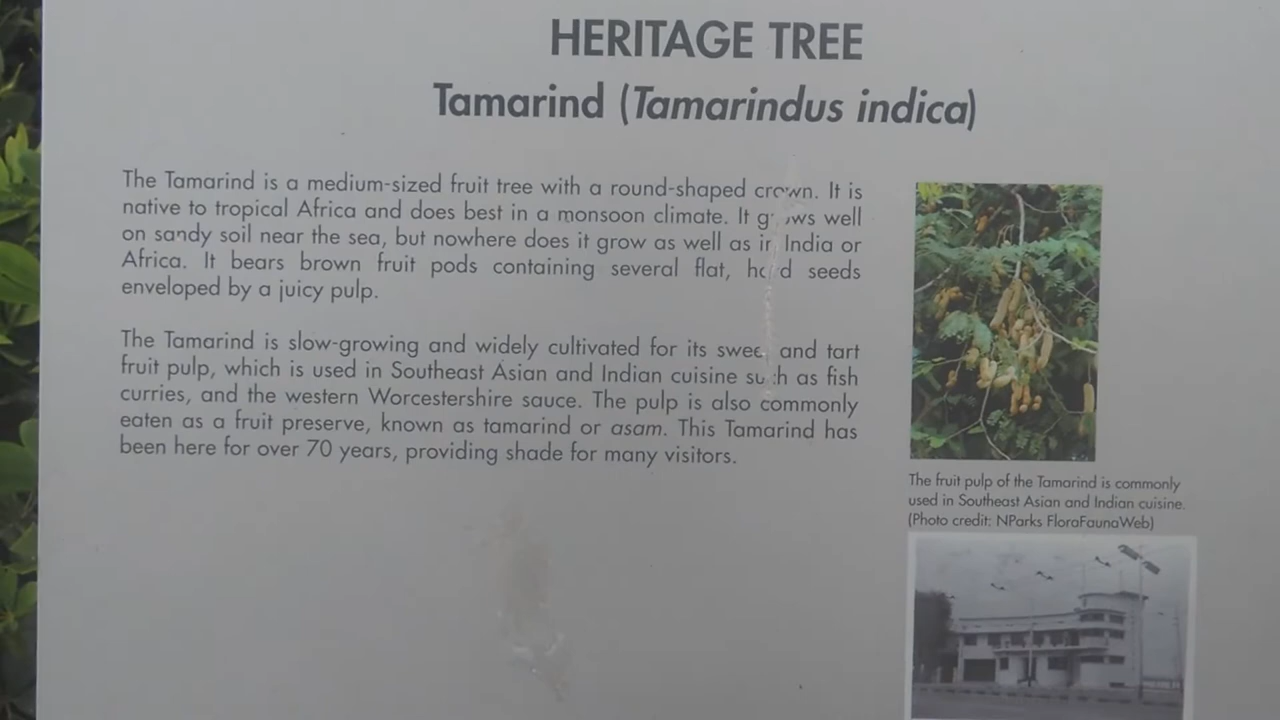 HERITAGE TREE
Tamarind (Tamarindus indica)
The Tamarind is a medium-sized fruit tree with a round-shaped crown. It is
native to tropical Africa and does best in a monsoon climate. It grows well
on sandy soil near the sea, but nowhere does it grow as well as in India or
Africa. It bears brown fruit pods containing several flat, hard seeds
enveloped by a juicy pulp.
The Tamarind is slow-growing and widely cultivated for its sweet and tart
fruit pulp, which is used in Southeast Asian and Indian cuisine such as fish
curries, and the western Worcestershire sauce. The pulp is also commonly
eaten as a fruit preserve, known as tamarind or asam. This Tamarind has
been here for over 70 years, providing shade for many visitors.
The fruit pulp of the Tamarind is commonly
used in Southeast Asian and Indian cuisine.
(Photo credit: NParks FloraFaunaWeb)